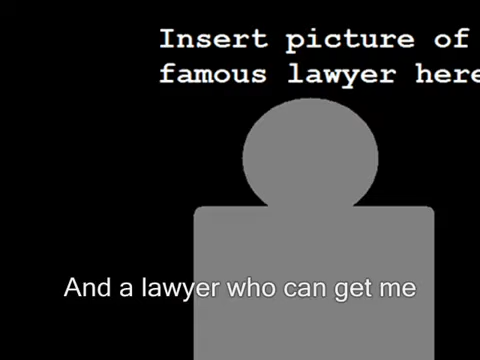 Insert picture of
famous lawyer here
And a lawyer who can get me